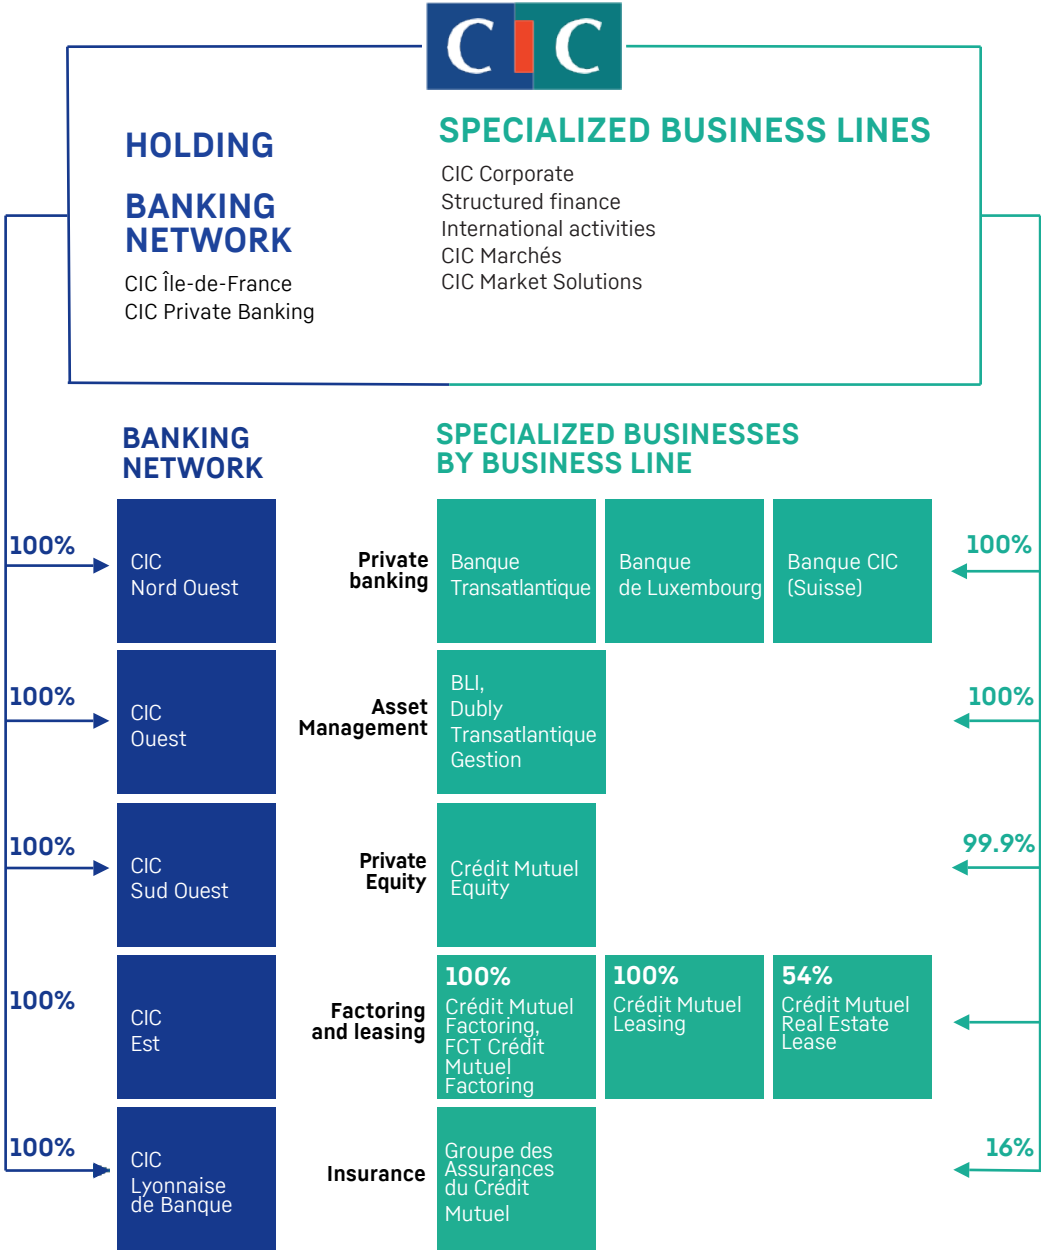 CIC
HOLDING
BANKING
NETWORK
CIC Île-de-France
CIC Private Banking
SPECIALIZED BUSINESS LINES
CIC Corporate
Structured finance
International activities
CIC Marchés
CIC Market Solutions
BANKING
NETWORK
SPECIALIZED BUSINESSES
BY BUSINESS LINE
100%
CIC
Nord Ouest
Private
banking
Banque
Transatlantique
Banque
de Luxembourg
Banque CIC
(Suisse)
100%
100%
CIC
Ouest
Asset
Management
BLI,
Dubly
Transatlantique
Gestion
100%
100%
CIC
Sud Ouest
Private
Equity
Crédit Mutuel
Equity
99.9%
100%
CIC
Est
Factoring
and leasing
100%
Crédit Mutuel
Factoring,
FCT Crédit
Mutuel
Factoring
100%
Crédit Mutuel
Leasing
54%
Crédit Mutuel
Real Estate
Lease
100%
CIC
Lyonnaise
de Banque
Insurance
Groupe des
Assurances
du Crédit
Mutuel
16%